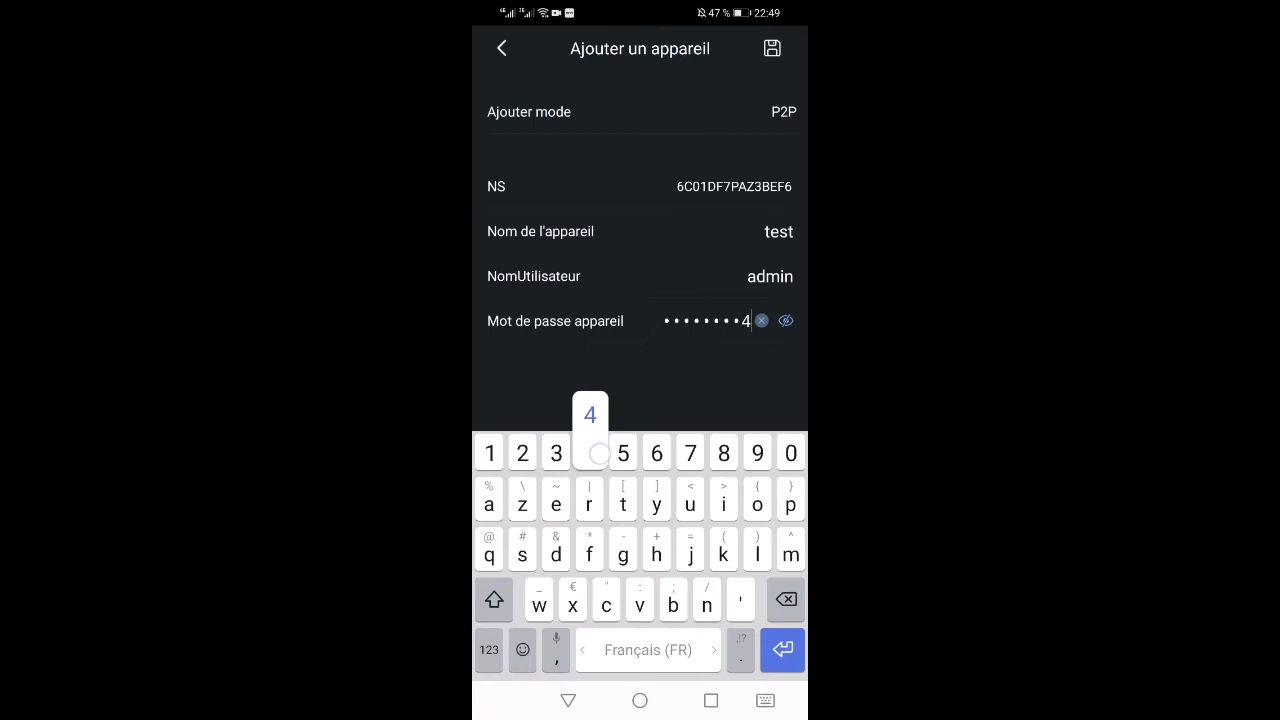 47 % 22:49
Ajouter un appareil
Ajouter mode P2P
NS 6C01DF7PAZ3BEF6
Nom de l'appareil test
NomUtilisateur admin
Mot de passe appareil ••••••••4
4
1 2 3 5 6 7 8 9 0
% \ ~ | [ ] < > { }
a z e r t y u i o p
@ # & * - + = ( ) ^
q s d f g h j k l m
_ € " : ; /
w x c v b n '
,!?
123 , < Français (FR) > .